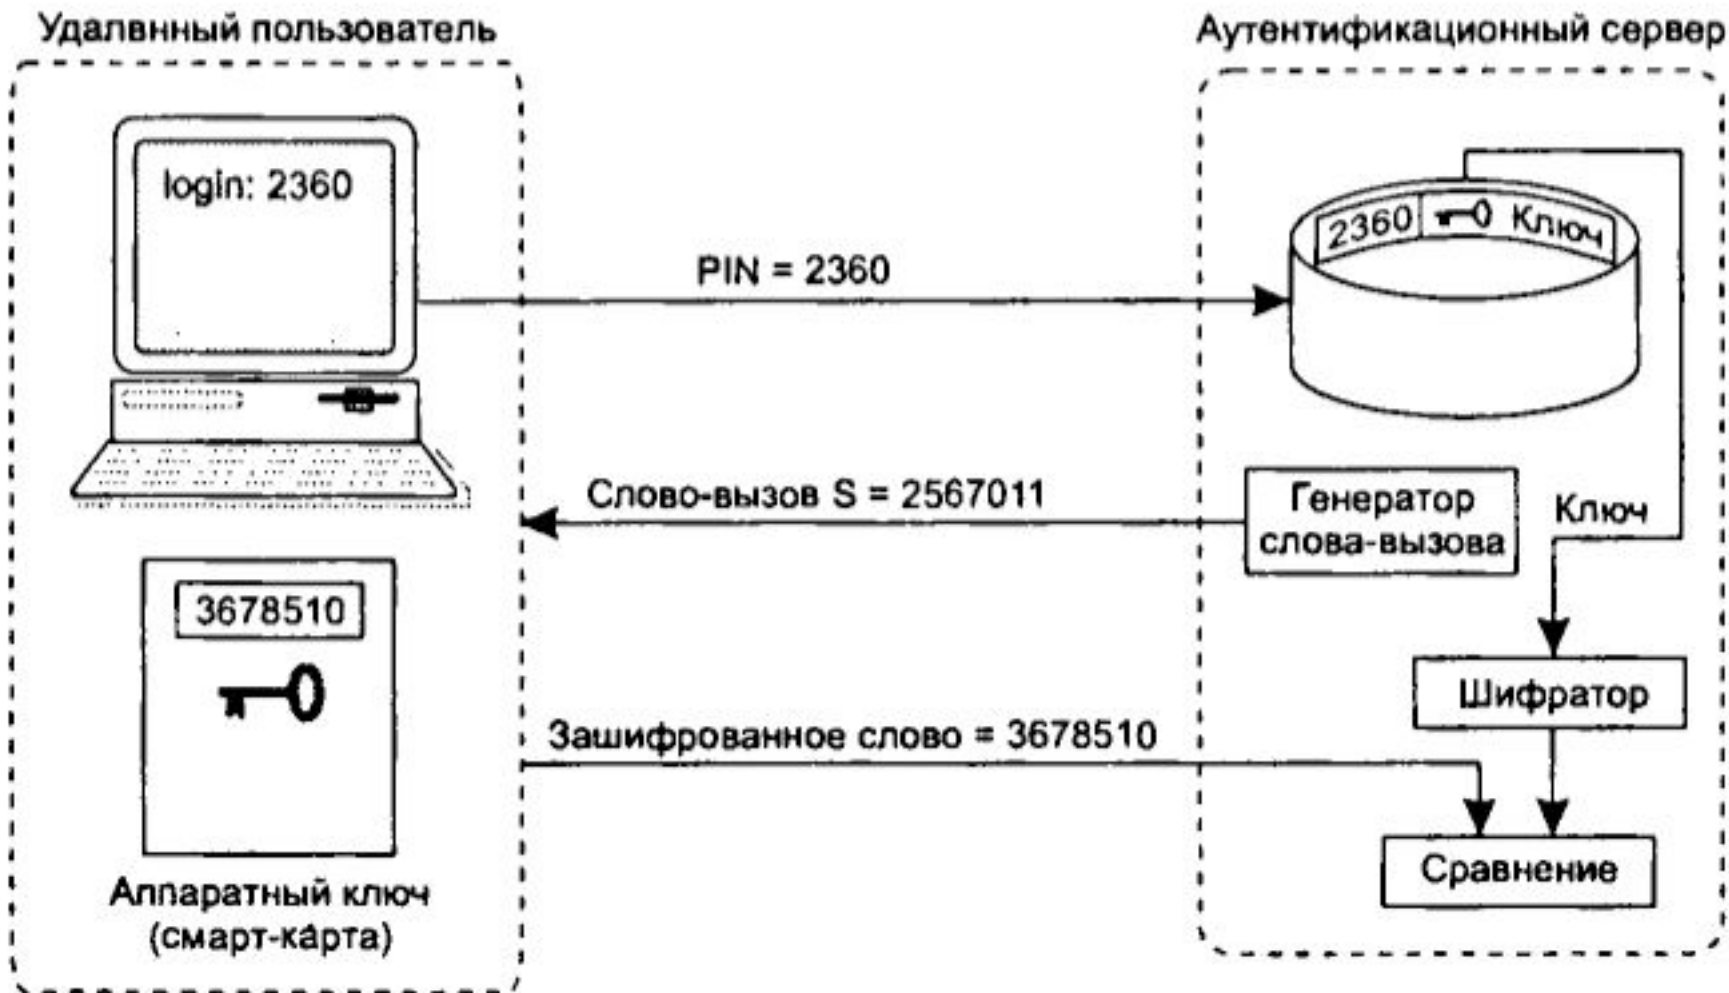 Удалвнный пользователь
Аутентификационный сервер
login: 2360
2360 Ключ
PIN = 2360
Слово-вызов S = 2567011
Генератор
слова-вызова
Ключ
3678510
Шифратор
Зашифрованное слово = 3678510
Сравнение
Аппаратный ключ
(смарт-карта)